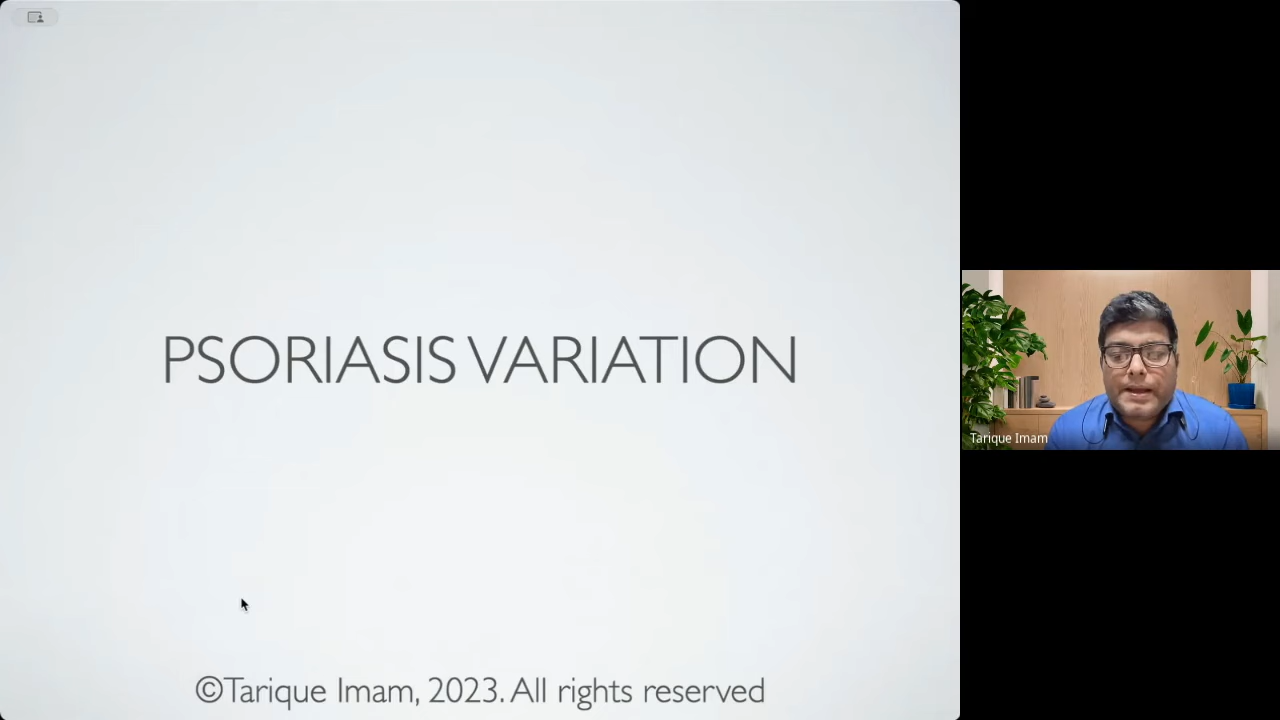 PSORIASIS VARIATION
©Tarique Imam, 2023. All rights reserved
Tarique Imam